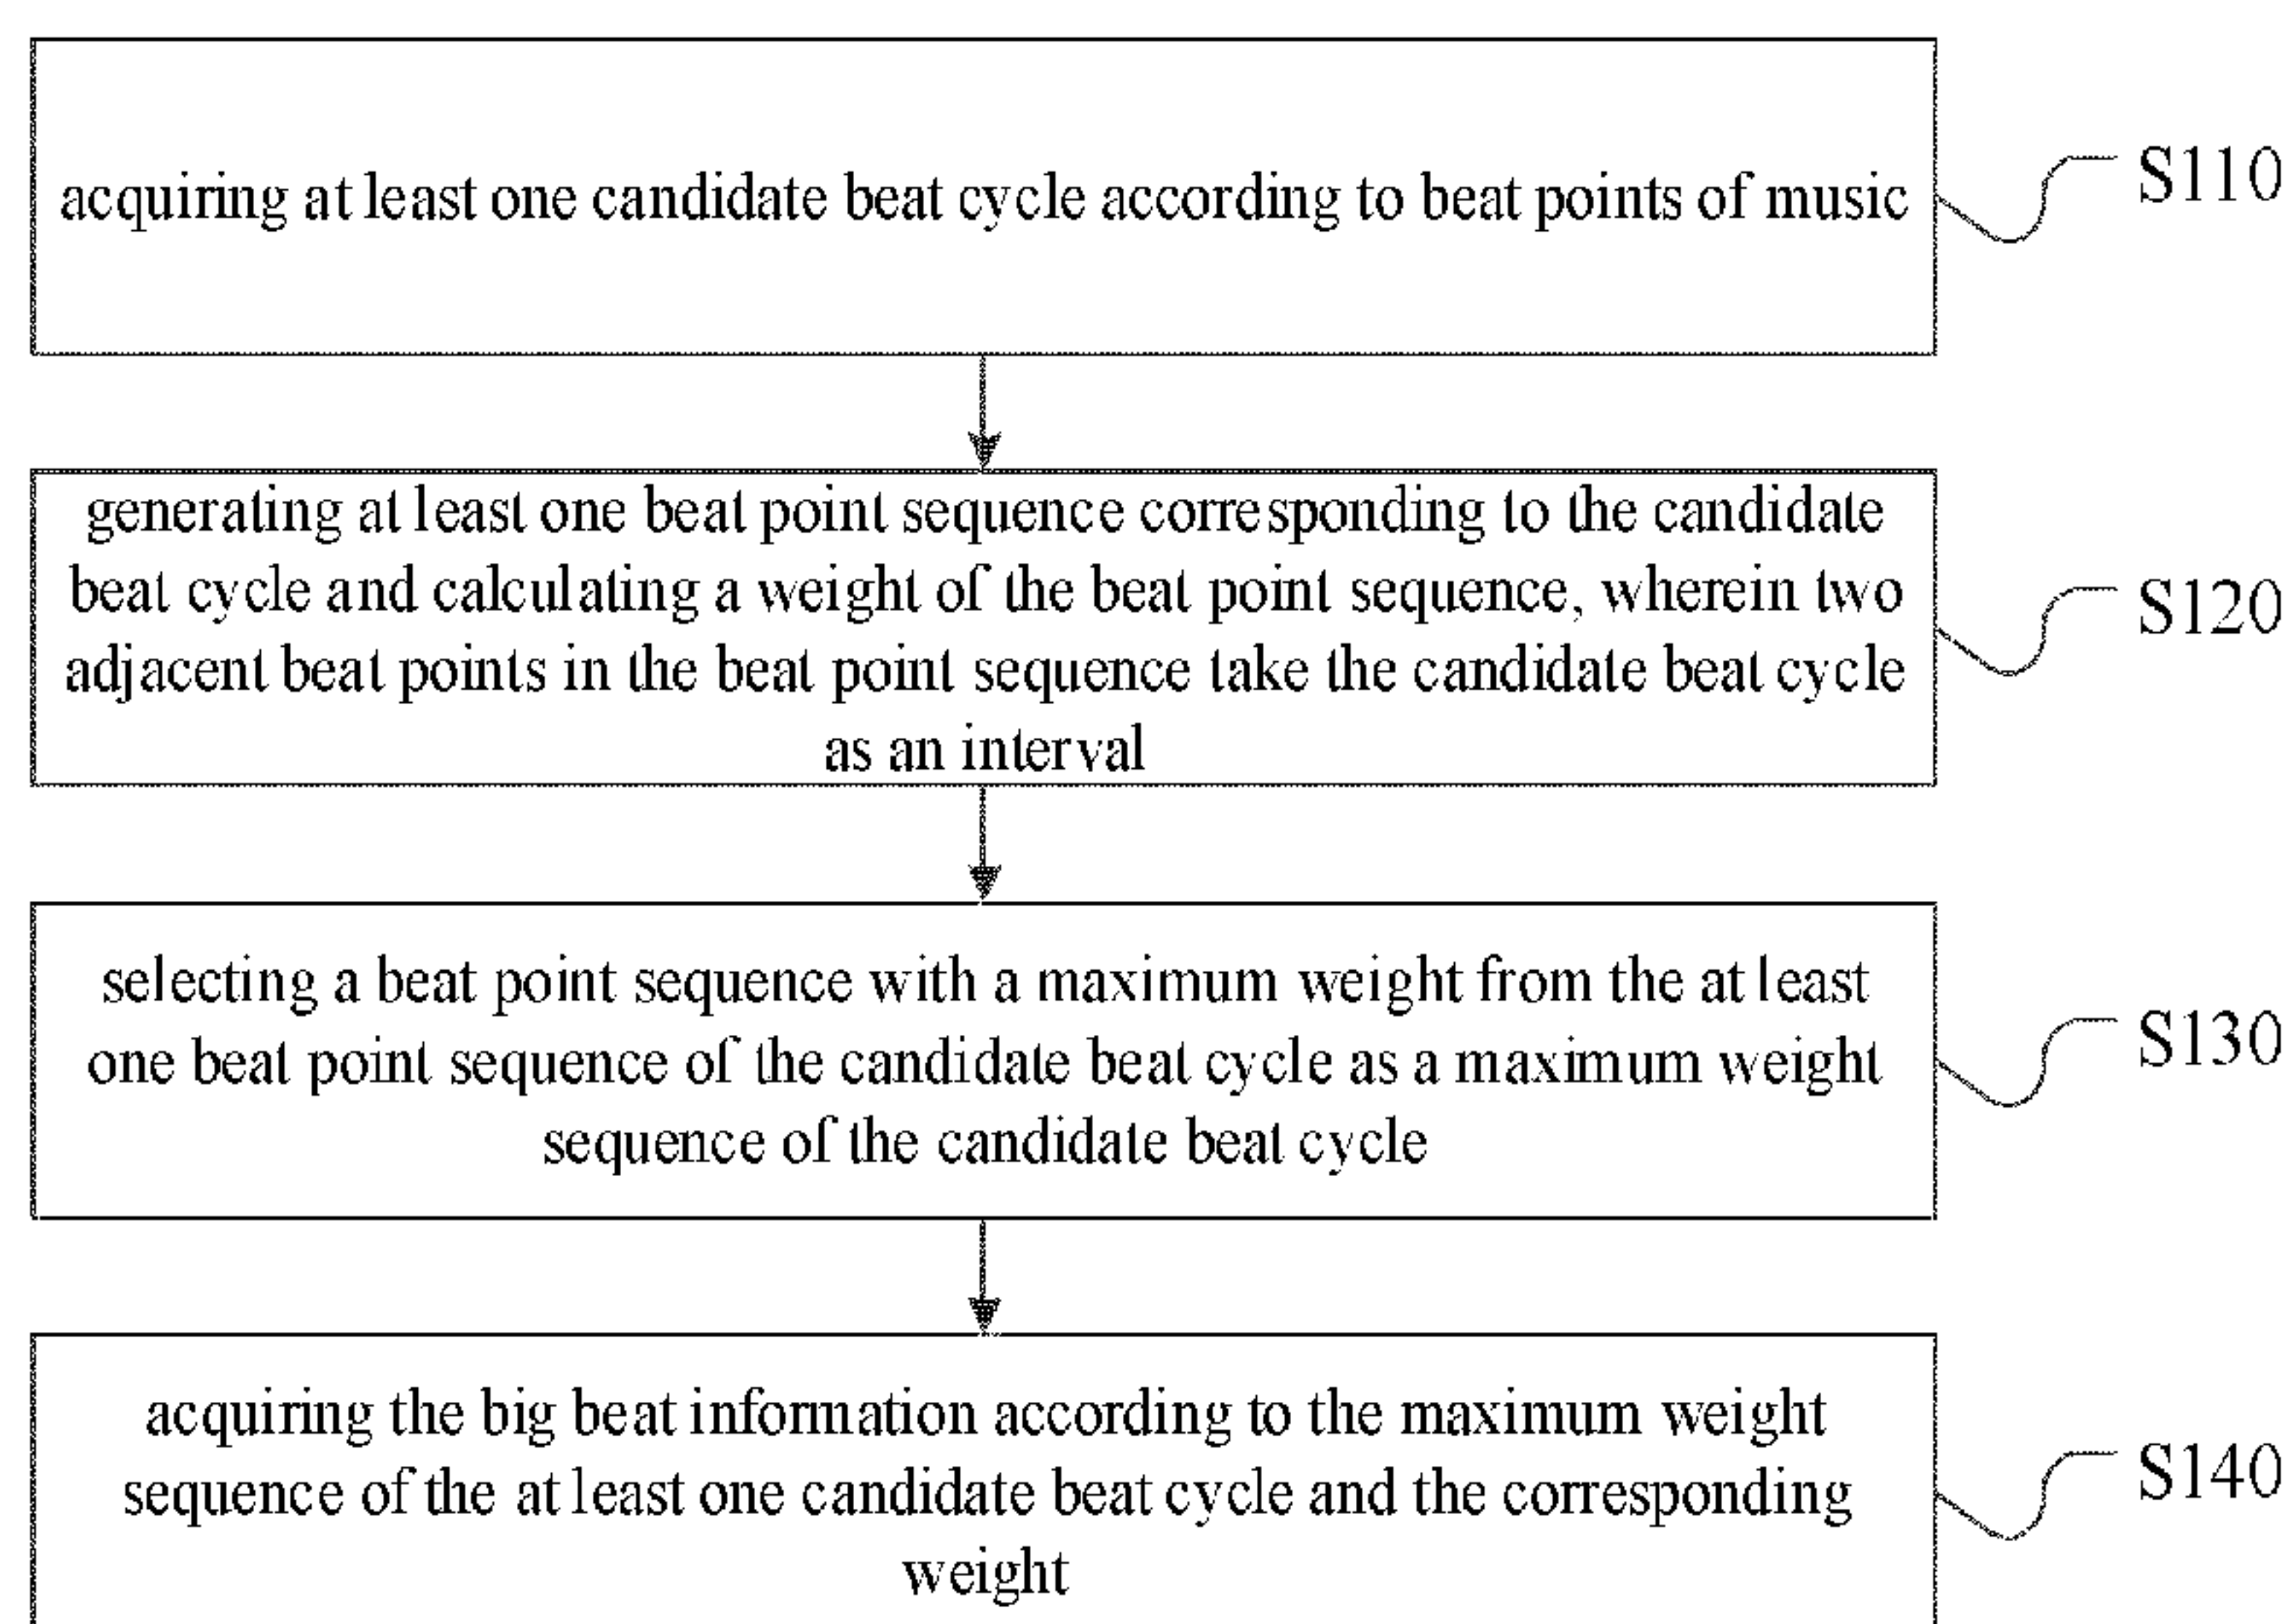 acquiring at least one candidate beat cycle according to beat points of music
S110
generating at least one beat point sequence corresponding to the candidate
beat cycle and calculating a weight of the beat point sequence, wherein two
adjacent beat points in the beat point sequence take the candidate beat cycle
as an interval
S120
selecting a beat point sequence with a maximum weight from the at least
one beat point sequence of the candidate beat cycle as a maximum weight
sequence of the candidate beat cycle
S130
acquiring the big beat information according to the maximum weight
sequence of the at least one candidate beat cycle and the corresponding
weight
S140